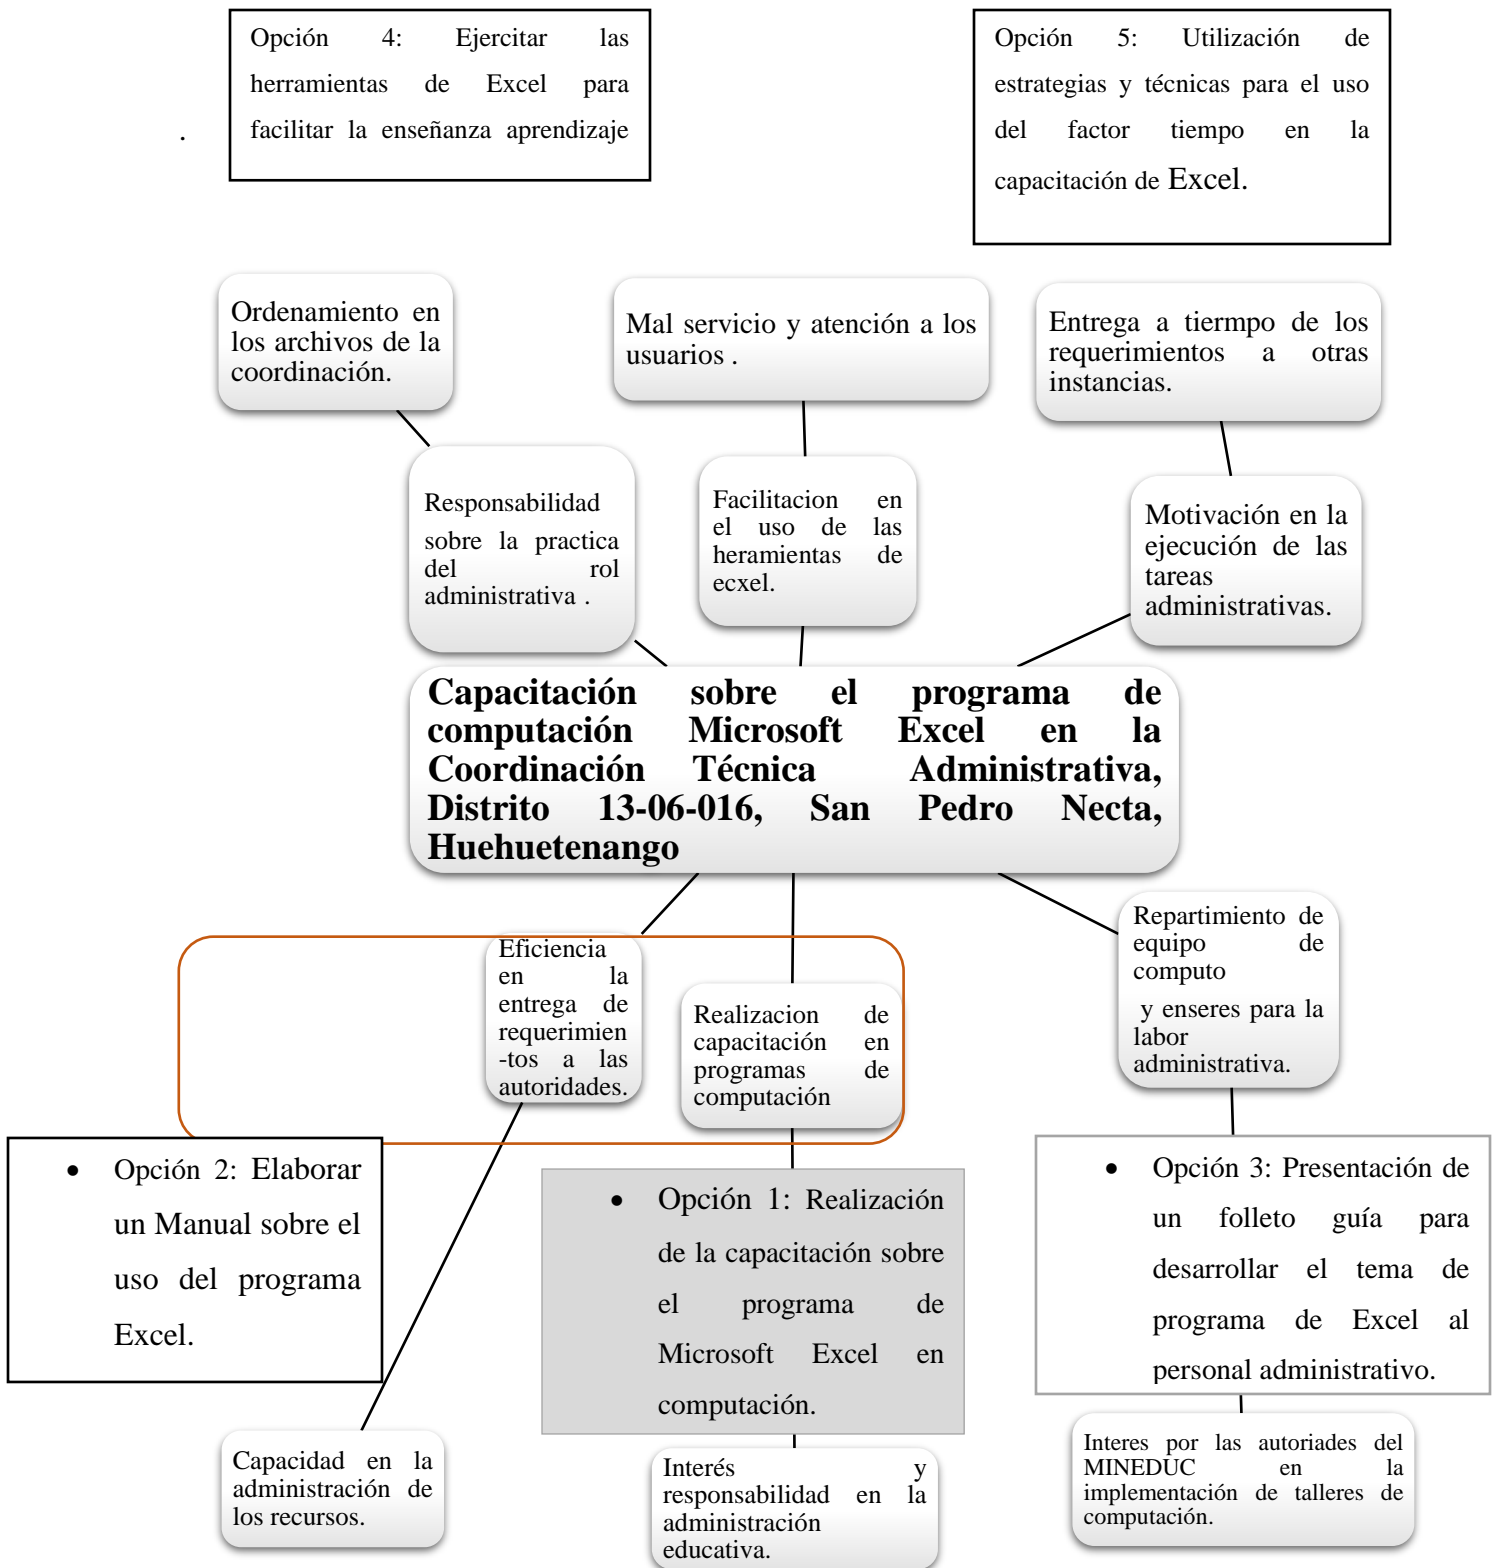 Opción 4: Ejercitar las
herramientas de Excel para
facilitar la enseñanza aprendizaje
.
Opción 5: Utilización de
estrategias y técnicas para el uso
del factor tiempo en la
capacitación de Excel.
Ordenamiento en
los archivos de la
coordinación.
Mal servicio y atención a los
usuarios .
Entrega a tiermpo de los
requerimientos a otras
instancias.
Responsabilidad
sobre la practica
del rol
administrativa .
Facilitacion en
el uso de las
heramientas de
ecxel.
Motivación en la
ejecución de las
tareas
administrativas.
Capacitación sobre el programa de
computación Microsoft Excel en la
Coordinación Técnica Administrativa,
Distrito 13-06-016, San Pedro Necta,
Huehuetenango
Eficiencia
en la
entrega de
requerimien
-tos a las
autoridades.
Realizacion de
capacitación en
programas de
computación
Repartimiento de
equipo de
computo
y enseres para la
labor
administrativa.
• Opción 2: Elaborar
un Manual sobre el
uso del programa
Excel.
• Opción 1: Realización
de la capacitación sobre
el programa de
Microsoft Excel en
computación.
• Opción 3: Presentación de
un folleto guía para
desarrollar el tema de
programa de Excel al
personal administrativo.
Capacidad en la
administración de
los recursos.
Interés y
responsabilidad en la
administración
educativa.
Interes por las autoriades del
MINEDUC en la
implementación de talleres de
computación.